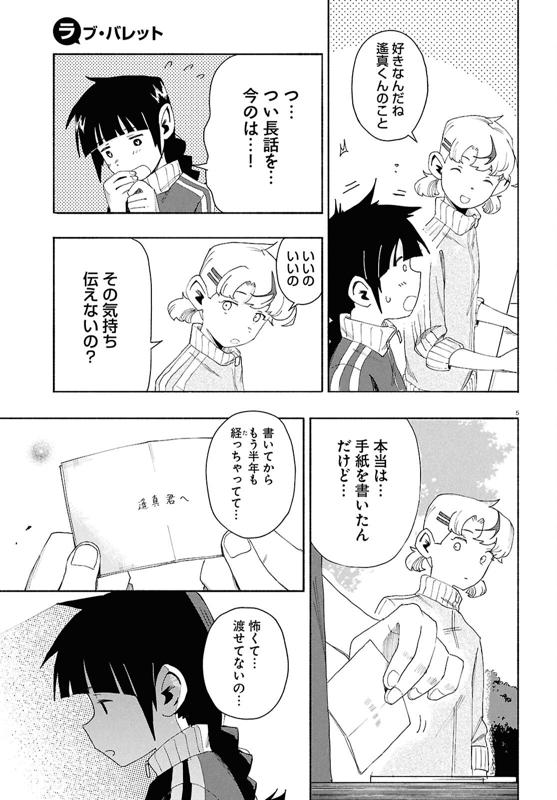 ラブ・バレット
好きなんだね
遙真くんのこと
つ…
つい長話を…
今のは…！
いいの
いいの
その気持ち
伝えないの？
5
本当は…
手紙を書いたん
だけど…
書いてから
もう半年も
経っちゃってて…
た
遙真君へ
怖くて…
渡せてないの…